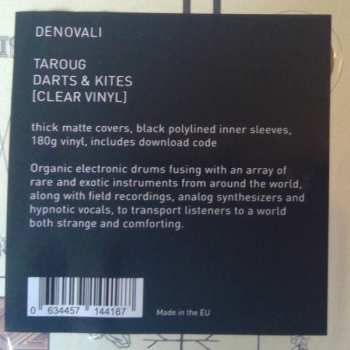 DENOVALI
TAROUG
DARTS & KITES
[CLEAR VINYL]
thick matte covers, black polylined inner sleeves,
180g vinyl, includes download code
Organic electronic drums fusing with an array of
rare and exotic instruments from around the world,
along with field recordings, analog synthesizers and
hypnotic vocals, to transport listeners to a world
both strange and comforting.
0 634457 144187
Made in the EU